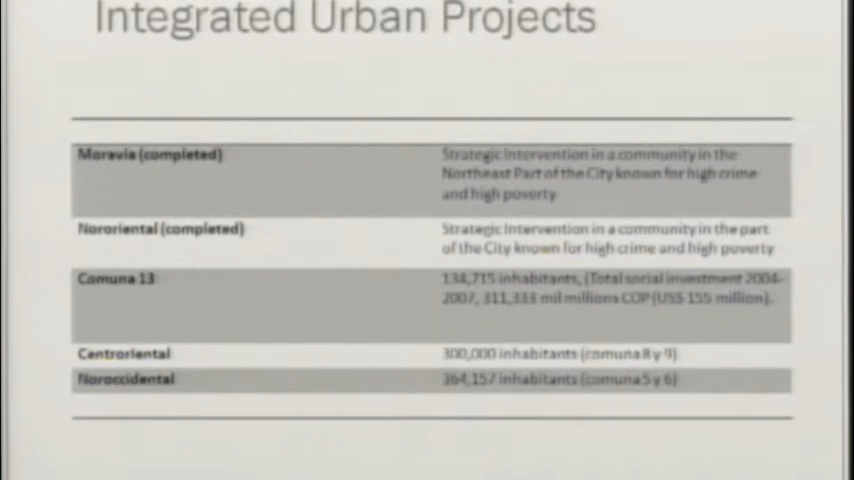 Integrated Urban Projects
Moravia (completed)
Strategic Intervention in a community in the
Northeast Part of the City known for high crime
and high poverty
Nororiental (completed)
Strategic Intervention in a community in the part
of the City known for high crime and high poverty
Comuna 13
134,715 inhabitants, (Total social investment 2004-
2007, 311,333 mil millions COP (US$ 155 million).
Centroriental
300,000 inhabitants (comuna 8 y 9)
Noroccidental
364,157 inhabitants (comuna 5 y 6)